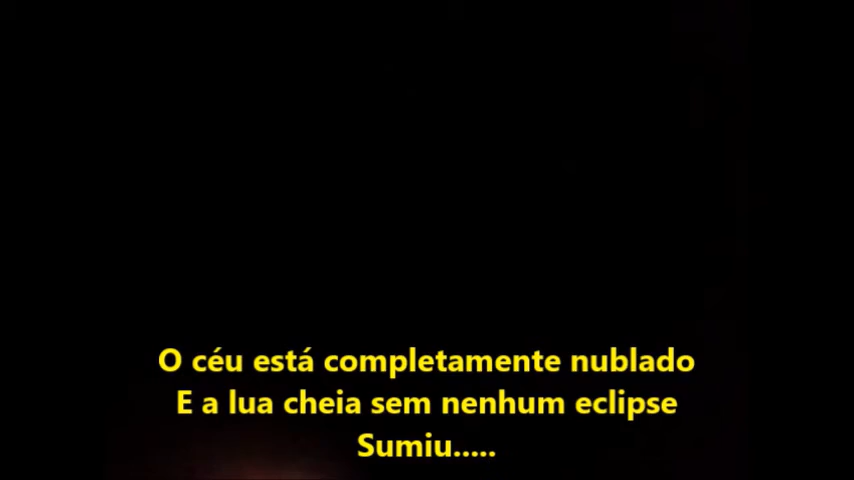 O céu está completamente nublado
E a lua cheia sem nenhum eclipse
Sumiu.....